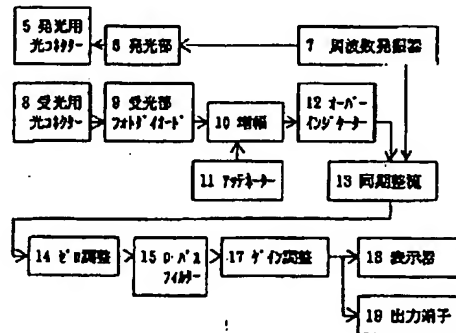 5 発光用
光コネクター
6 発光部
7 周波数発振器
8 受光用
光コネクター
9 受光部
フォトダイオード
10 増幅
12 オーバー
インジケーター
11 アッテネーター
13 同期整流
14 ゼロ調整
15 ロ・パス
フィルター
17 ゲイン調整
18 表示器
19 出力端子